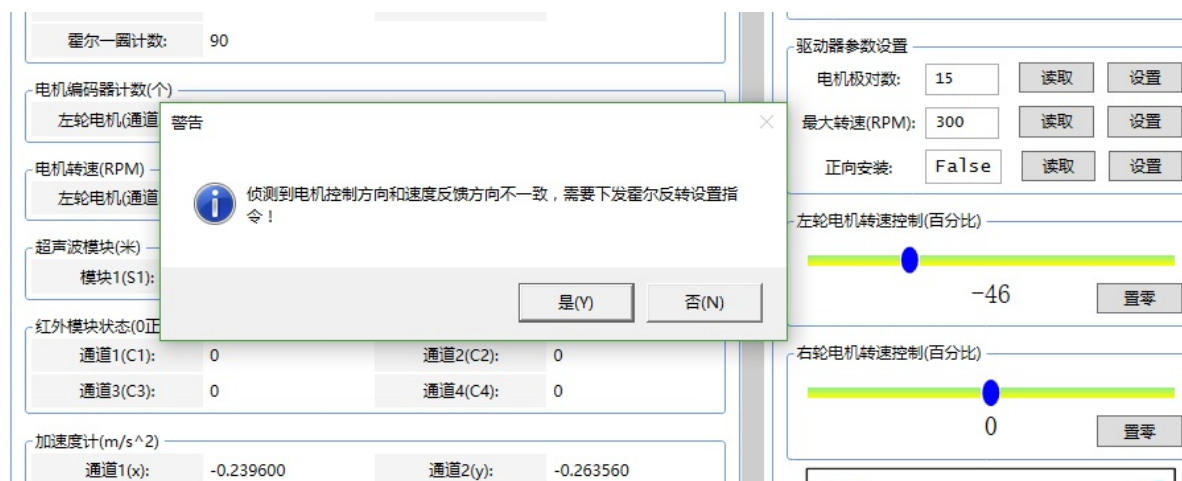 霍尔一圈计数: 90
电机编码器计数(个)
左轮电机(通道
电机转速(RPM)
左轮电机(通道
超声波模块(米)
模块1(S1):
红外模块状态(0正
通道1(C1): 0 通道2(C2): 0
通道3(C3): 0 通道4(C4): 0
加速度计(m/s^2)
通道1(x): -0.239600 通道2(y): -0.263560
警告
侦测到电机控制方向和速度反馈方向不一致，需要下发霍尔反转设置指
令！
是(Y) 否(N)
驱动器参数设置
电机极对数: 15 读取 设置
最大转速(RPM): 300 读取 设置
正向安装: False 读取 设置
左轮电机转速控制(百分比)
-46 置零
右轮电机转速控制(百分比)
0 置零